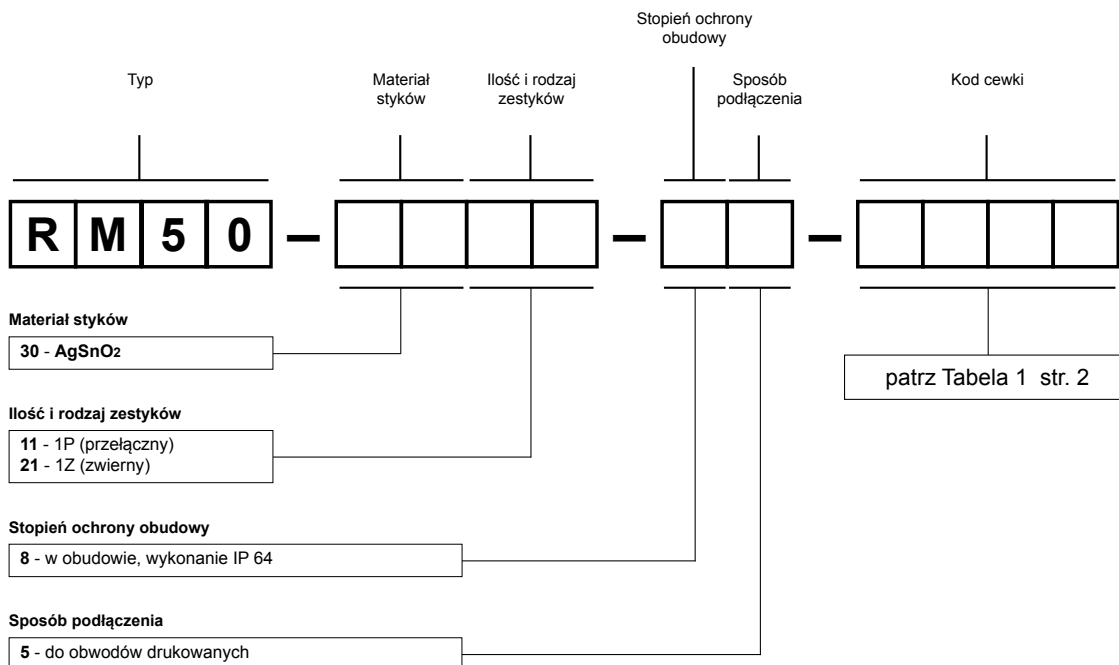 Stopień ochrony
obudowy
Typ
Materiał
styków
Ilość i rodzaj
zestyków
Sposób
podłączenia
Kod cewki
R M 5 0 – – –
Materiał styków
30 - AgSnO2
patrz Tabela 1 str. 2
Ilość i rodzaj zestyków
11 - 1P (przełączny)
21 - 1Z (zwierny)
Stopień ochrony obudowy
8 - w obudowie, wykonanie IP 64
Sposób podłączenia
5 - do obwodów drukowanych